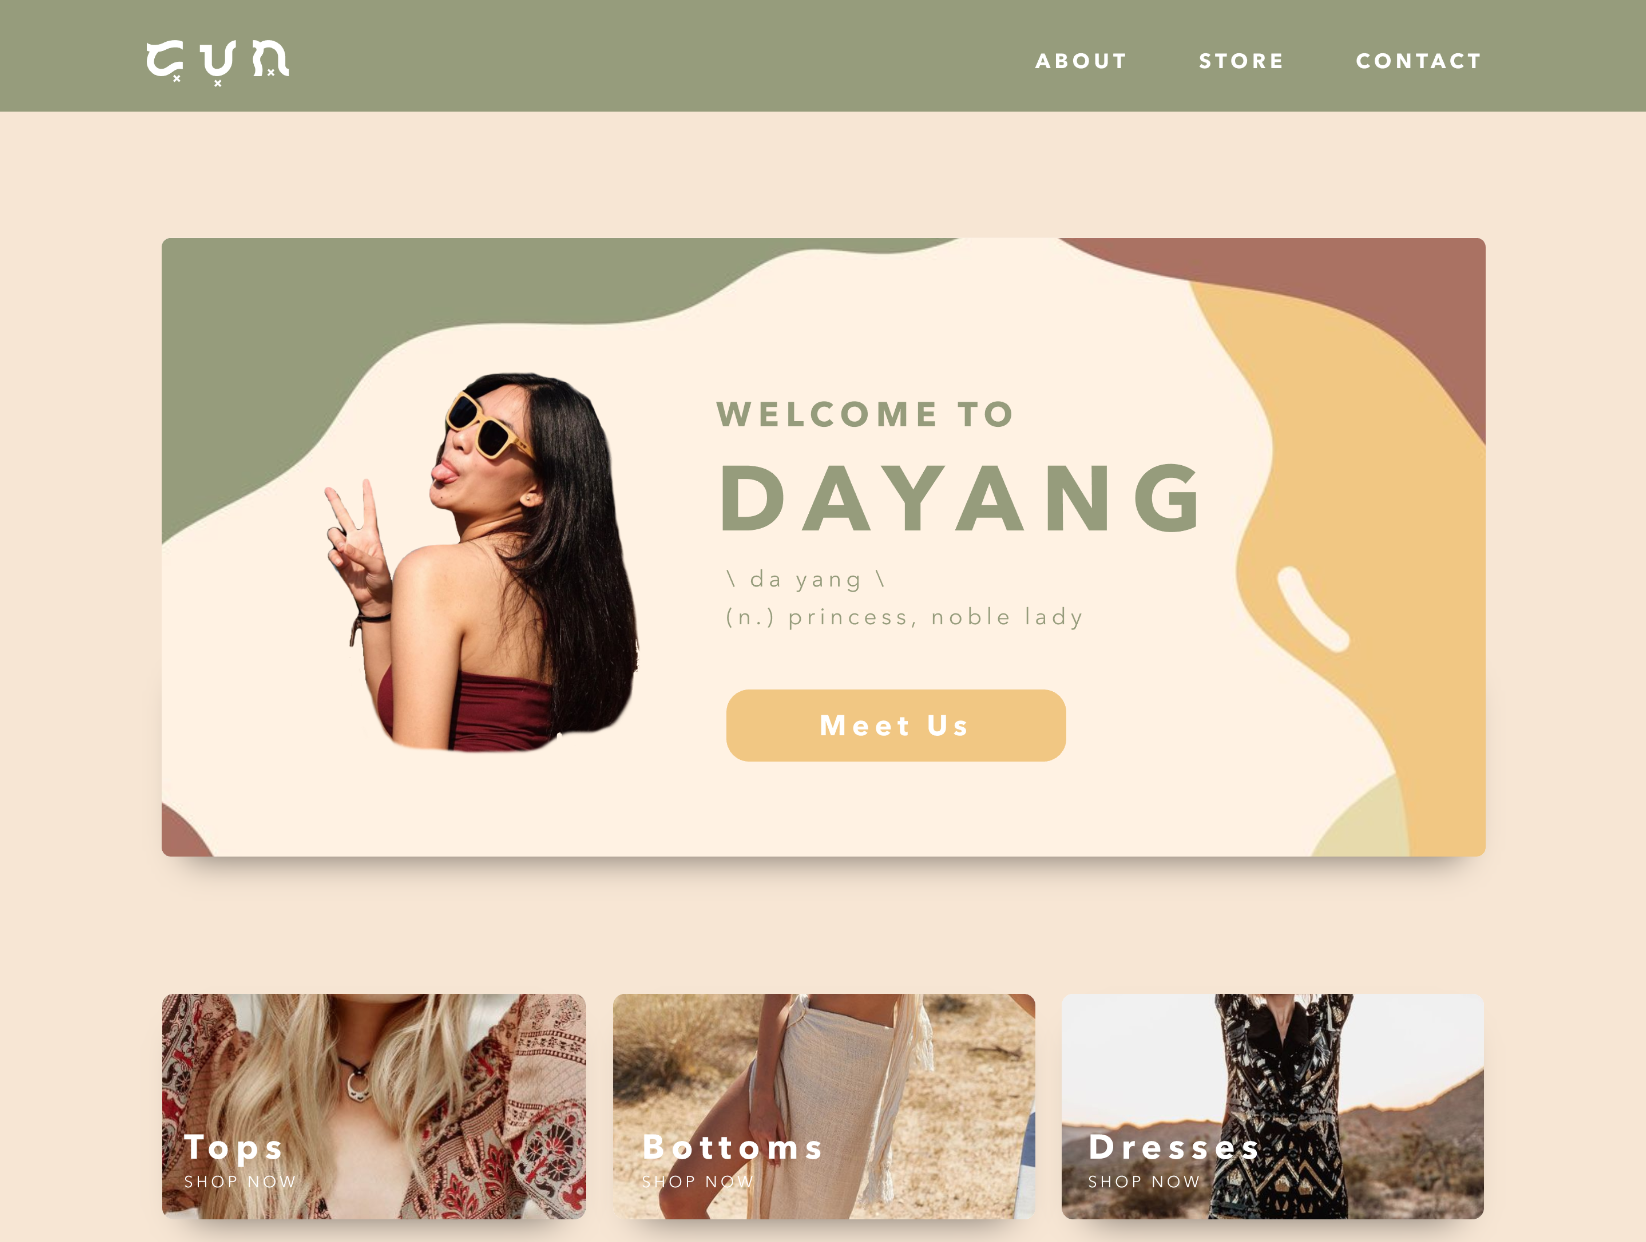 ABOUT STORE CONTACT
WELCOME TO
DAYANG
\ da yang \
(n.) princess, noble lady
Meet Us
Tops
SHOP NOW
Bottoms
SHOP NOW
Dresses
SHOP NOW